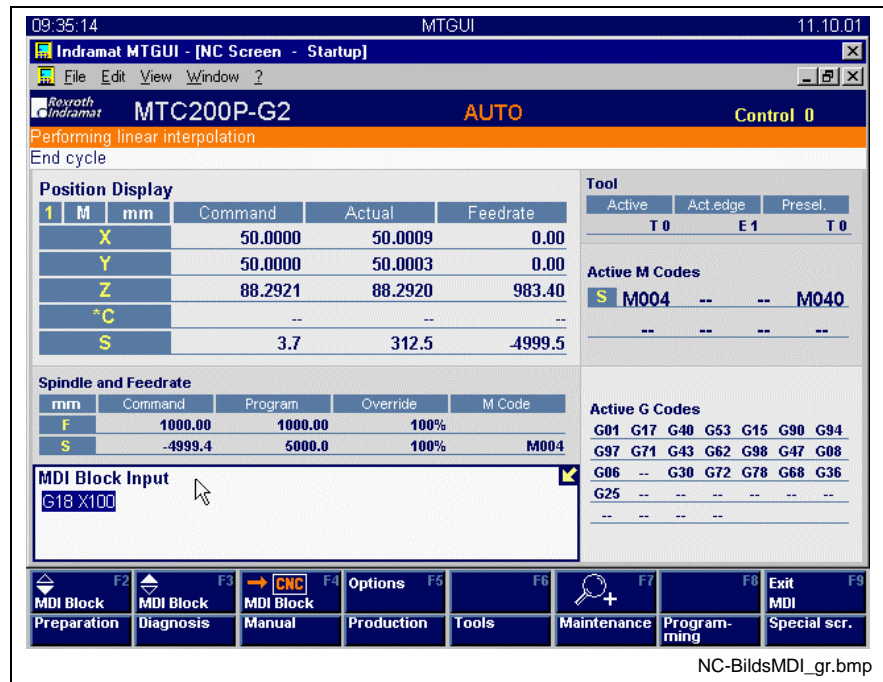 09:35:14 MTGUI 11.10.01
Indramat MTGUI - [NC Screen - Startup]
File Edit View Window ?
Rexroth Indramat MTC200P-G2 AUTO Control 0
Performing linear interpolation
End cycle
Position Display
1 M mm Command Actual Feedrate
X 50.0000 50.0009 0.00
Y 50.0000 50.0003 0.00
Z 88.2921 88.2920 983.40
*C -- -- --
S 3.7 312.5 -4999.5
Tool
Active Act.edge Presel.
T 0 E 1 T 0
Active M Codes
S M004 -- -- M040
-- -- -- --
Spindle and Feedrate
mm Command Program Override M Code
F 1000.00 1000.00 100%
S -4999.4 5000.0 100% M004
Active G Codes
G01 G17 G40 G53 G15 G90 G94
G97 G71 G43 G62 G98 G47 G08
G06 -- G30 G72 G78 G68 G36
G25 -- -- -- -- -- --
-- -- -- --
MDI Block Input
G18 X100
F2 MDI Block
F3 MDI Block
CNC F4 MDI Block
Options F5
F6
F7
F8
Exit F9 MDI
Preparation Diagnosis Manual Production Tools Maintenance Program-ming Special scr.
NC-BildsMDI_gr.bmp